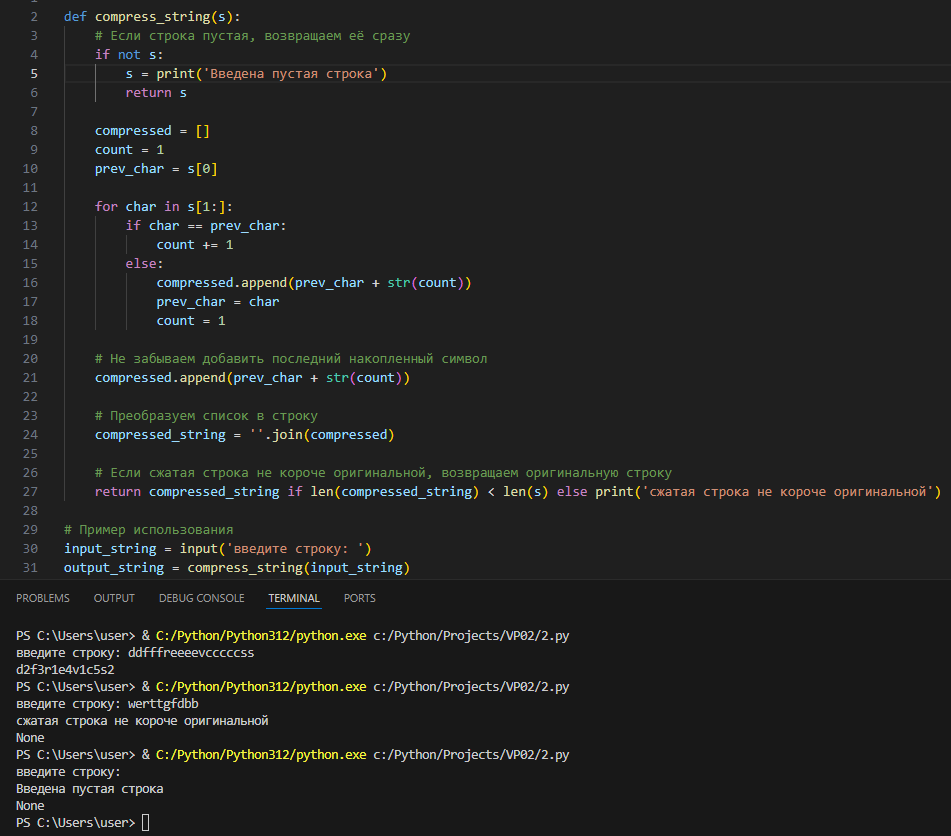 1
2 def compress_string(s):
3 # Если строка пустая, возвращаем её сразу
4 if not s:
5 s = print('Введена пустая строка')
6 return s
7
8 compressed = []
9 count = 1
10 prev_char = s[0]
11
12 for char in s[1:]:
13 if char == prev_char:
14 count += 1
15 else:
16 compressed.append(prev_char + str(count))
17 prev_char = char
18 count = 1
19
20 # Не забываем добавить последний накопленный символ
21 compressed.append(prev_char + str(count))
22
23 # Преобразуем список в строку
24 compressed_string = ''.join(compressed)
25
26 # Если сжатая строка не короче оригинальной, возвращаем оригинальную строку
27 return compressed_string if len(compressed_string) < len(s) else print('сжатая строка не короче оригинальной')
28
29 # Пример использования
30 input_string = input('введите строку: ')
31 output_string = compress_string(input_string)
PROBLEMS OUTPUT DEBUG CONSOLE TERMINAL PORTS
PS C:\Users\user> & C:/Python/Python312/python.exe c:/Python/Projects/VP02/2.py
введите строку: ddfffreeeevcccccss
d2f3r1e4v1c5s2
PS C:\Users\user> & C:/Python/Python312/python.exe c:/Python/Projects/VP02/2.py
введите строку: werttgfdbb
сжатая строка не короче оригинальной
None
PS C:\Users\user> & C:/Python/Python312/python.exe c:/Python/Projects/VP02/2.py
введите строку:
Введена пустая строка
None
PS C:\Users\user>